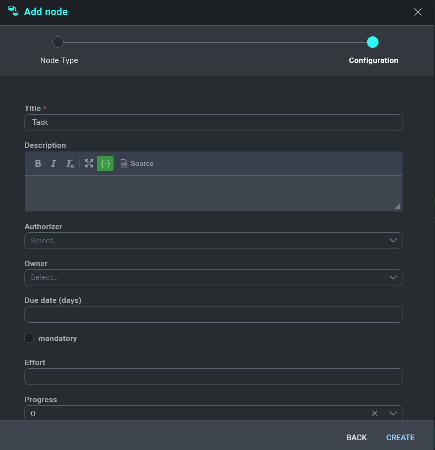 Add node
Node Type
Configuration
Title *
Task
Description
B I Ix {·} Source
Authorizer
Select...
Owner
Select...
Due date (days)
mandatory
Effort
Progress
0
BACK CREATE